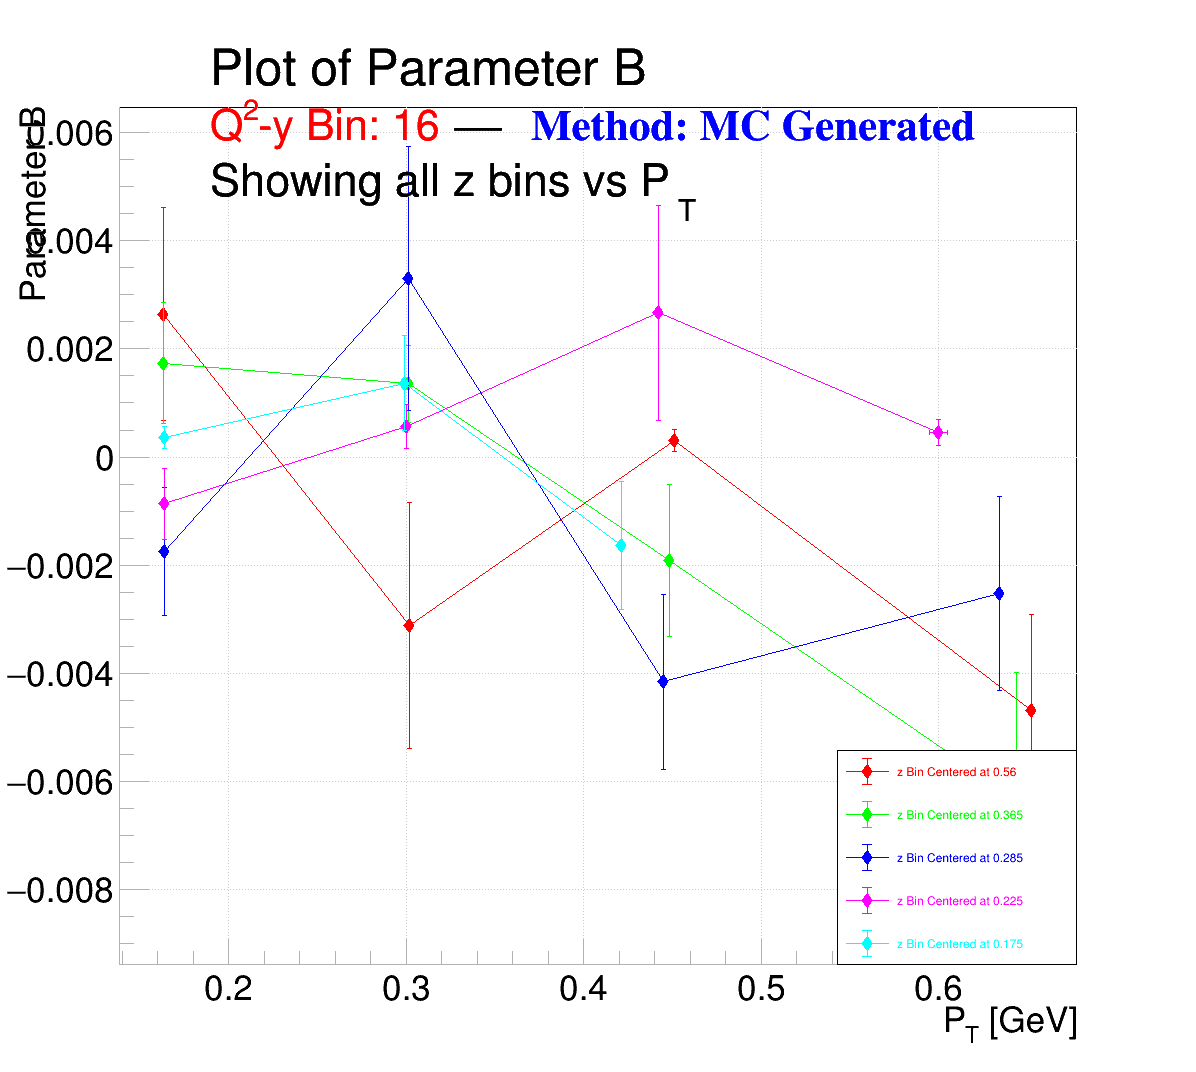 Plot of Parameter B
Q²-y Bin: 16 — Method: MC Generated
Showing all z bins vs P_T
Parameter B
0.006
0.004
0.002
0
−0.002
−0.004
−0.006
−0.008
z Bin Centered at 0.56
z Bin Centered at 0.365
z Bin Centered at 0.285
z Bin Centered at 0.225
z Bin Centered at 0.175
0.2 0.3 0.4 0.5 0.6
P_T [GeV]